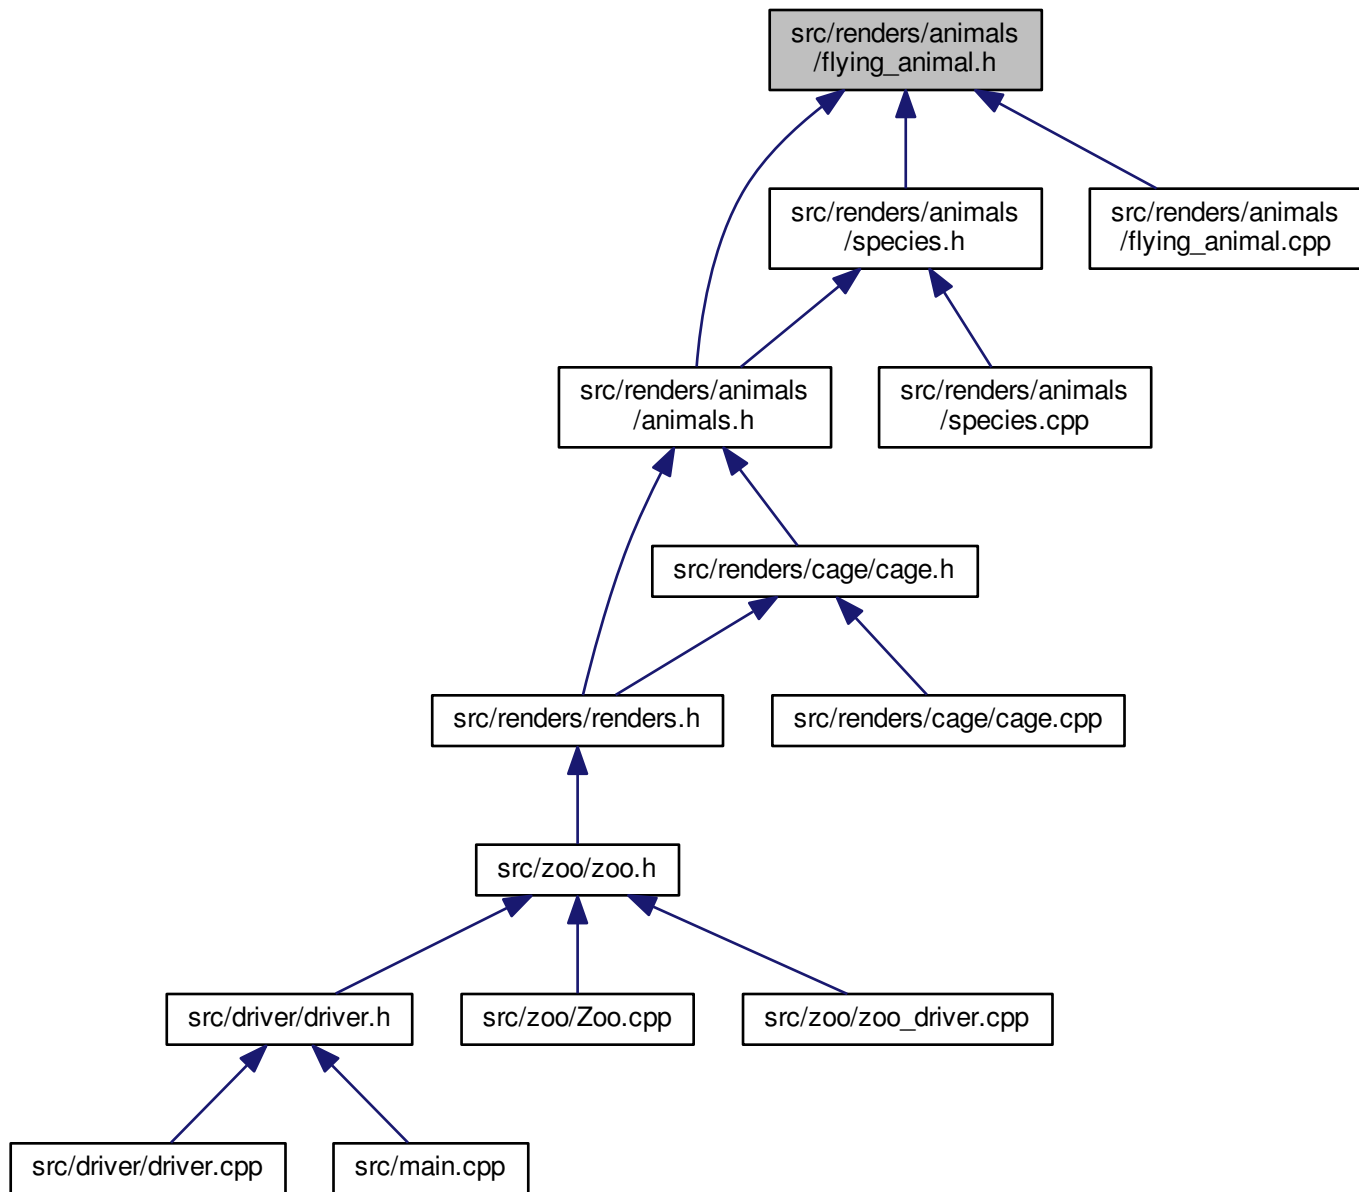 src/renders/animals
/flying_animal.h
src/renders/animals
/species.h
src/renders/animals
/flying_animal.cpp
src/renders/animals
/animals.h
src/renders/animals
/species.cpp
src/renders/cage/cage.h
src/renders/renders.h
src/renders/cage/cage.cpp
src/zoo/zoo.h
src/driver/driver.h
src/zoo/Zoo.cpp
src/zoo/zoo_driver.cpp
src/driver/driver.cpp
src/main.cpp